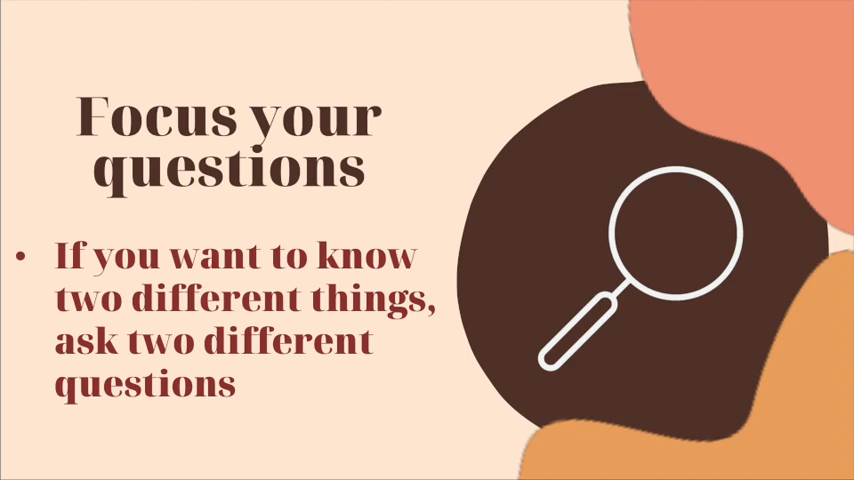 Focus your
questions
• If you want to know
two different things,
ask two different
questions